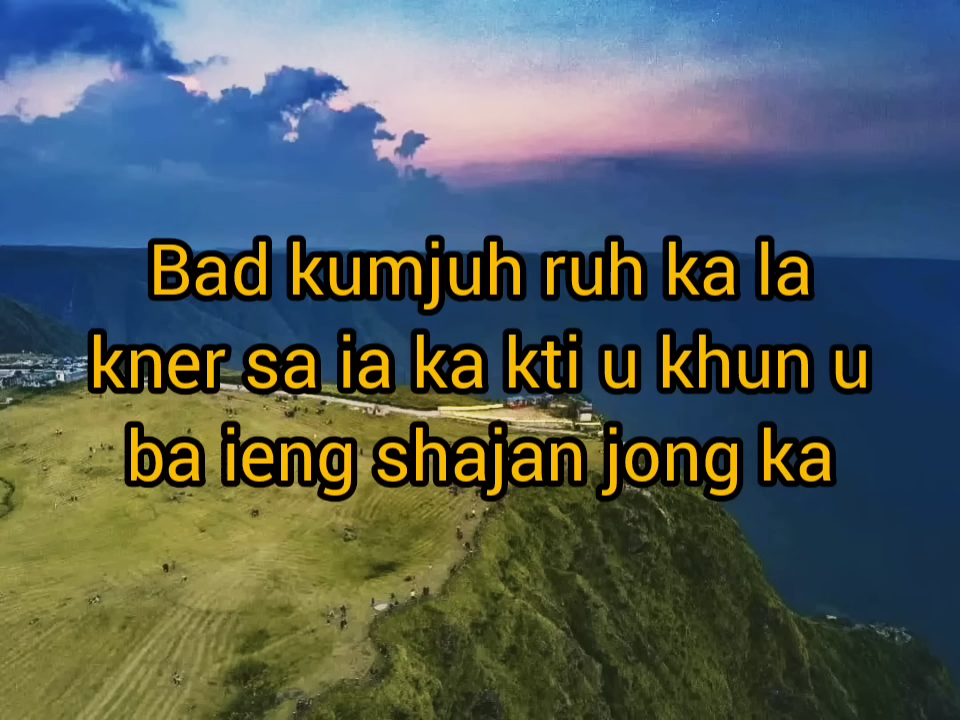 Bad kumjuh ruh ka la
kner sa ia ka kti u khun u
ba ieng shajan jong ka